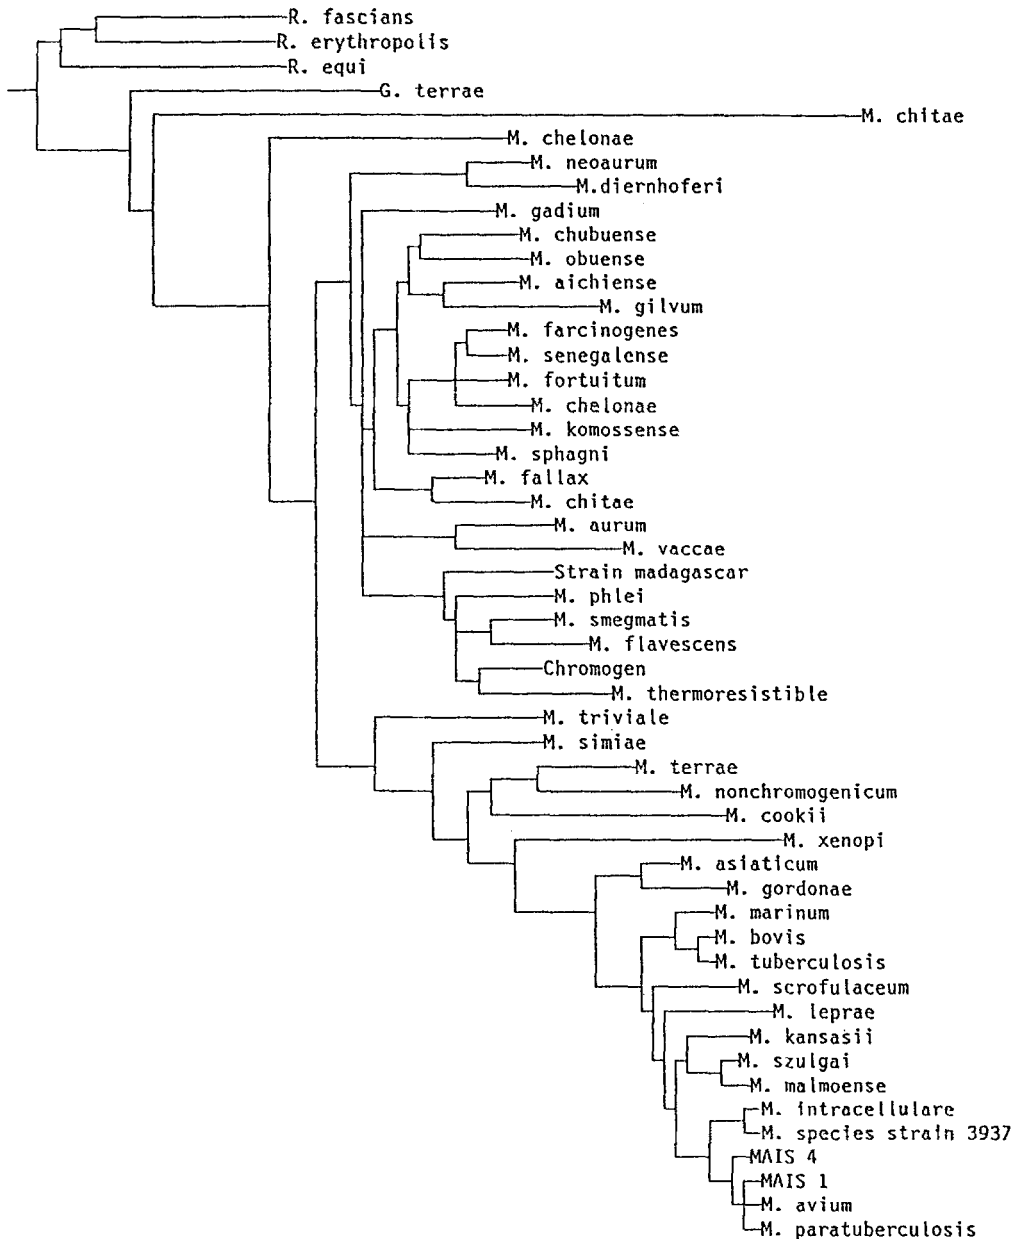 R. fascians
R. erythropolis
R. equi
G. terrae
M. chitae
M. chelonae
M. neoaurum
M.diernhoferi
M. gadium
M. chubuense
M. obuense
M. aichiense
M. gilvum
M. farcinogenes
M. senegalense
M. fortuitum
M. chelonae
M. komossense
M. sphagni
M. fallax
M. chitae
M. aurum
M. vaccae
Strain madagascar
M. phlei
M. smegmatis
M. flavescens
Chromogen
M. thermoresistible
M. triviale
M. simiae
M. terrae
M. nonchromogenicum
M. cookii
M. xenopi
M. asiaticum
M. gordonae
M. marinum
M. bovis
M. tuberculosis
M. scrofulaceum
M. leprae
M. kansasii
M. szulgai
M. malmoense
M. intracellulare
M. species strain 3937
MAIS 4
MAIS 1
M. avium
M. paratuberculosis